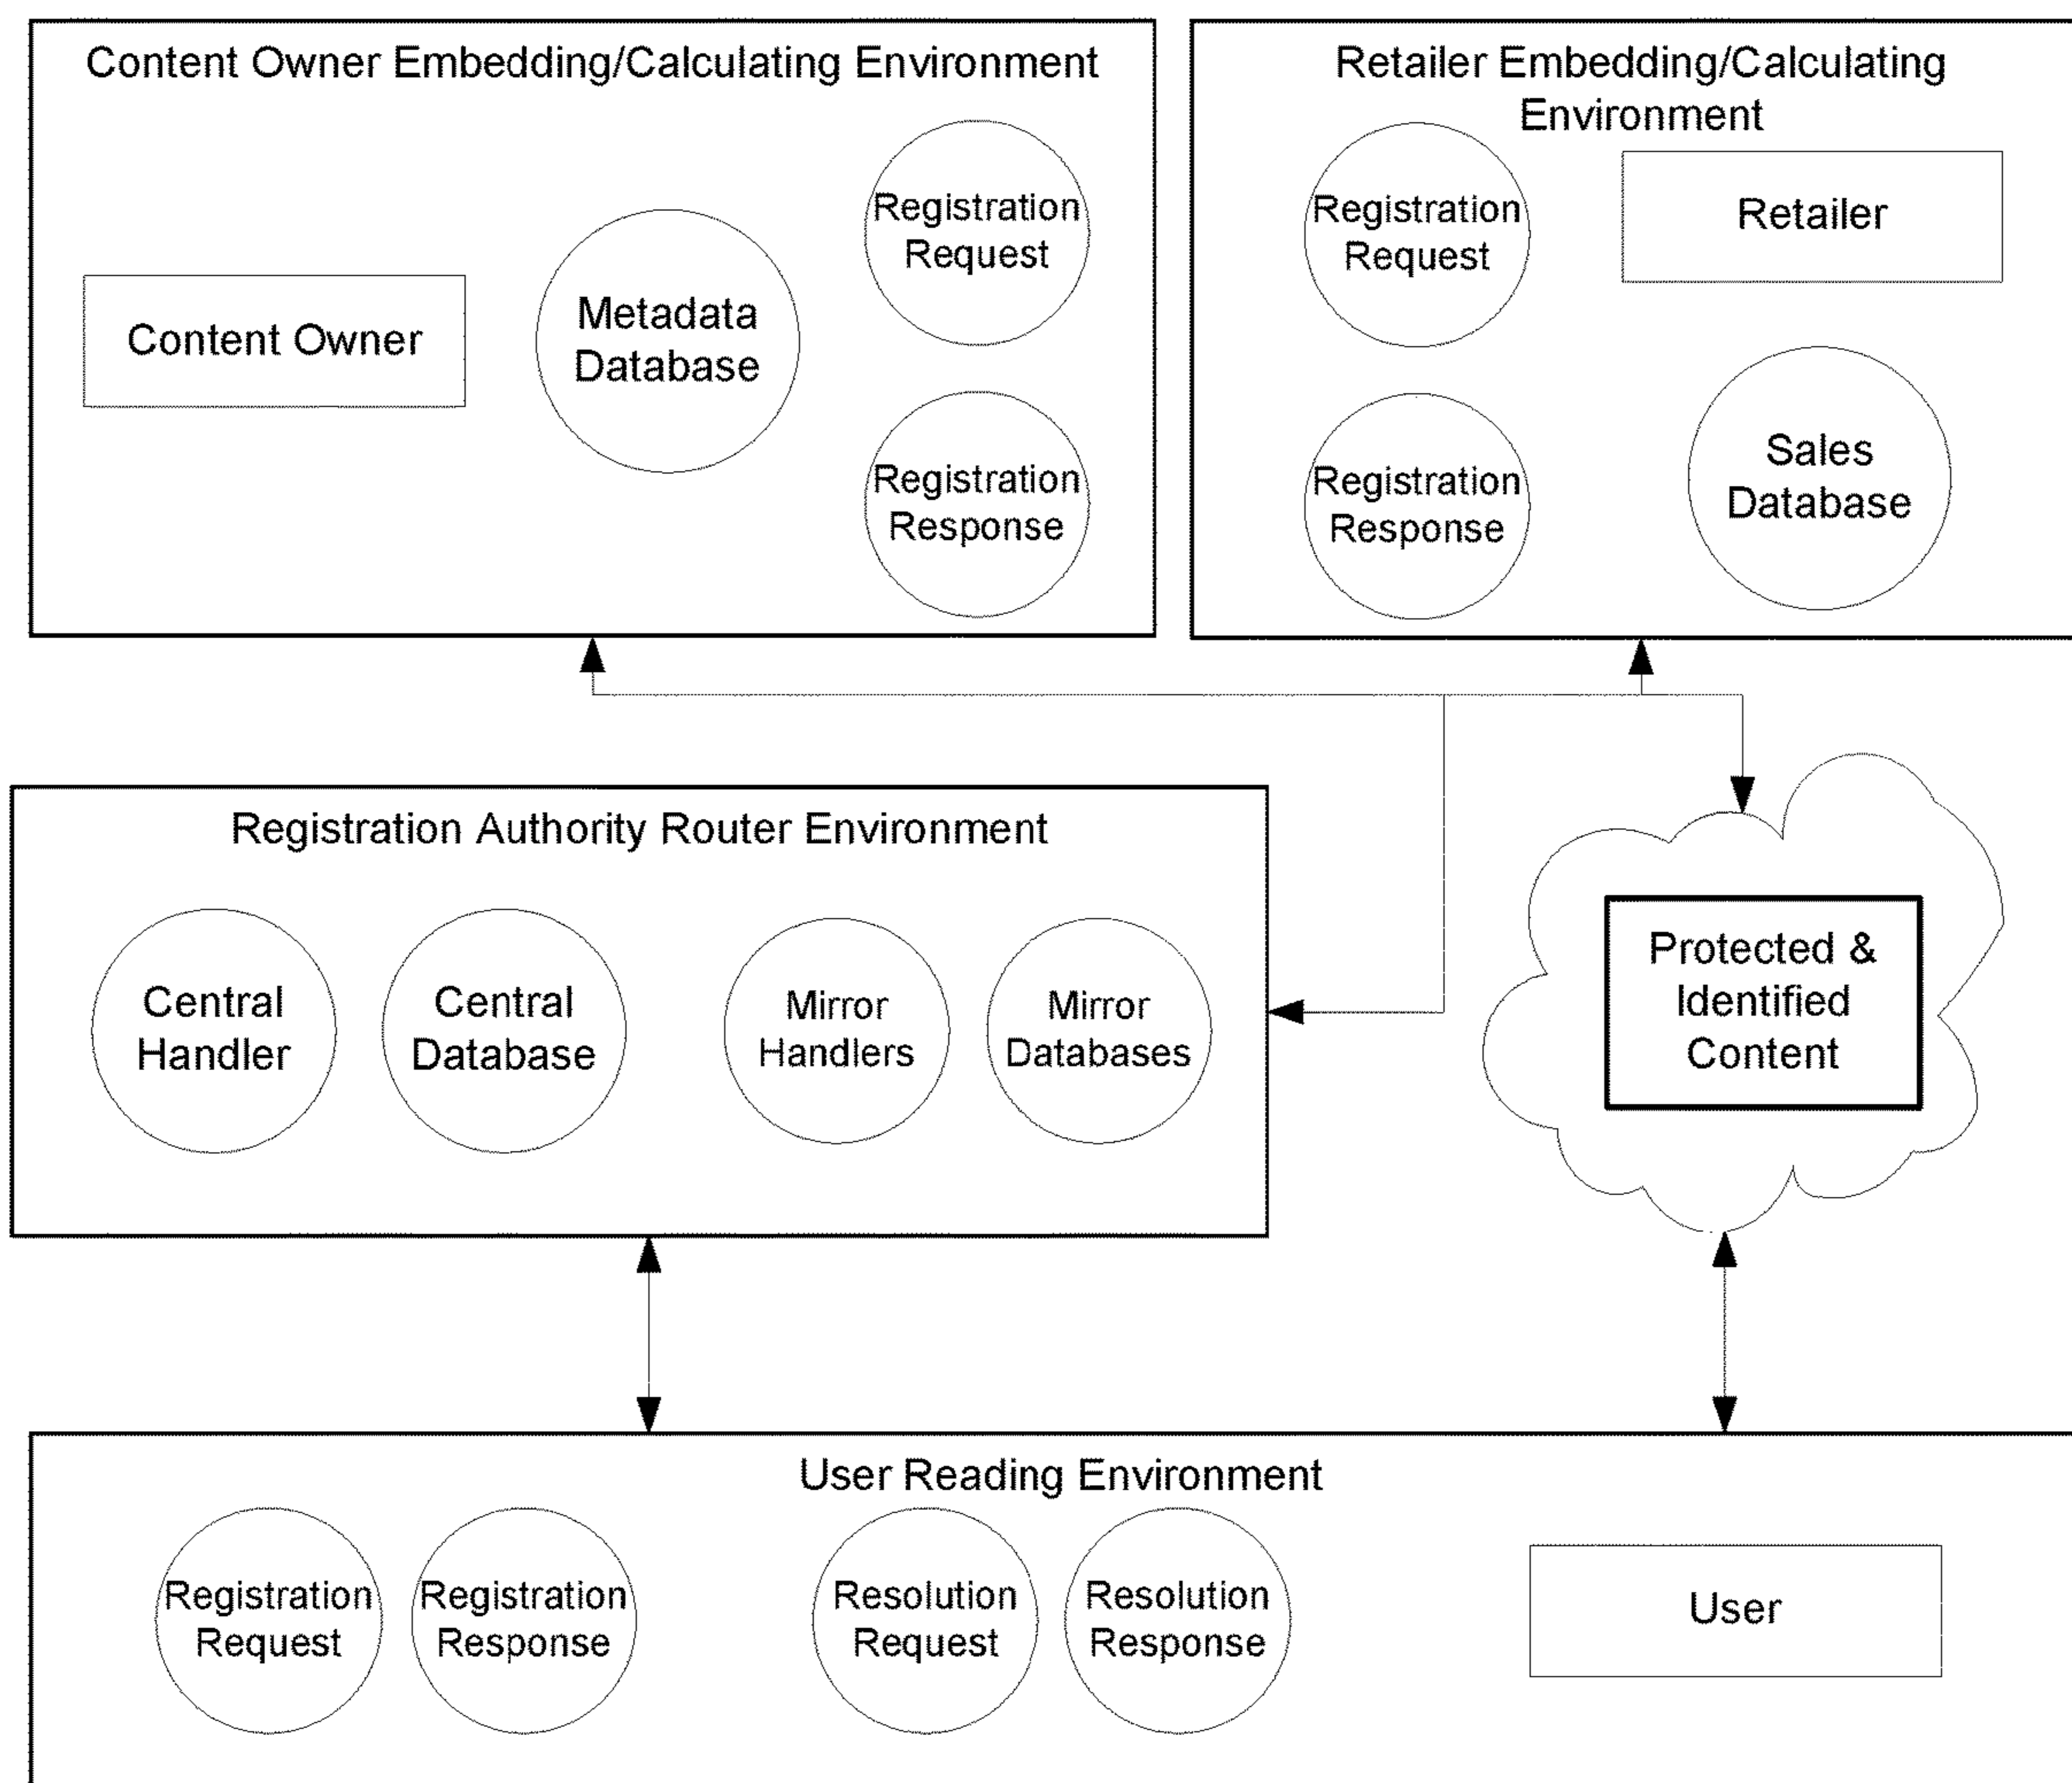 Content Owner Embedding/Calculating Environment
Content Owner
Metadata
Database
Registration
Request
Registration
Response
Retailer Embedding/Calculating
Environment
Registration
Request
Retailer
Registration
Response
Sales
Database
Registration Authority Router Environment
Central
Handler
Central
Database
Mirror
Handlers
Mirror
Databases
Protected &
Identified
Content
User Reading Environment
Registration
Request
Registration
Response
Resolution
Request
Resolution
Response
User